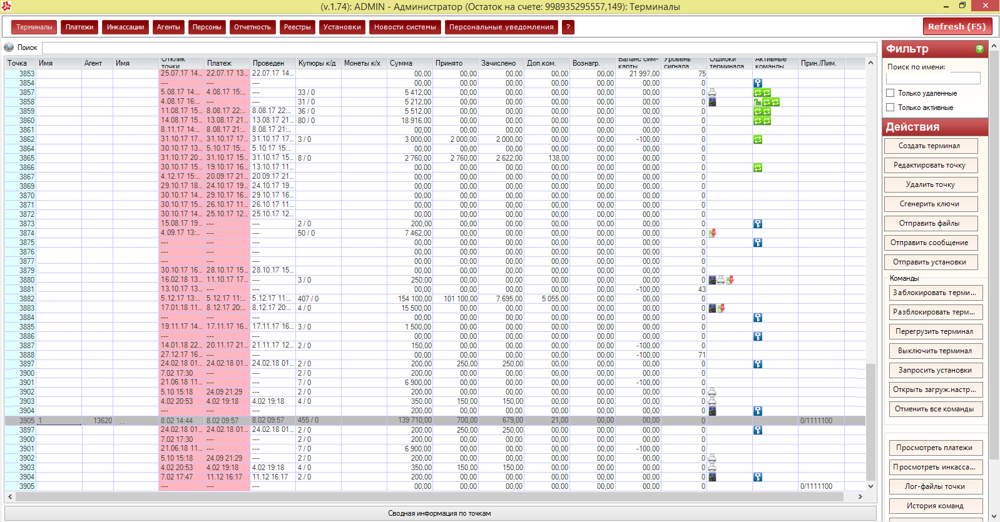 (v.1.74): ADMIN - Администратор (Остаток на счете: 998935295557,149): Терминалы
Терминалы Платежи Инкассации Агенты Персоны Отчетность Реестры Установки Новости системы Персональные уведомления ? Refresh (F5)
Поиск
Точка Имя Агент Имя Отклик точки Платеж Проведен Купюры к/д Монеты к/х Сумма Принято Зачислено Доп.ком. Вознагр. Баланс сим-карты Уровень сигнала Ошибки терминала Активные команды Прин./Лим.
3853 25.07.17 14... 22.07.17 13... 22.07.17 14... 00,00 00,00 00,00 00,00 00,00 21 997,00 75
3854 --- --- --- 00,00 00,00 00,00 00,00 00,00 00,00 0
3857 5.08.17 14:... 4.08.17 15:... --- 33 / 0 5 412,00 00,00 00,00 00,00 00,00 00,00 0
3858 4.08.17 16:... --- --- 31 / 0 5 212,00 00,00 00,00 00,00 00,00 00,00 0
3859 11.08.17 15... 8.08.17 22:... 8.08.17 22:... 36 / 0 5 512,00 00,00 00,00 00,00 00,00 00,00 0
3860 14.08.17 15... 13.08.17 21... 13.08.17 21... 80 / 0 18 916,00 00,00 00,00 00,00 00,00 00,00 0
3861 8.11.17 14:... 8.08.17 21:... 8.08.17 21:... 00,00 00,00 00,00 00,00 00,00 00,00 0
3862 31.10.17 17... 31.10.17 17... 31.10.17 17... 3 / 0 3 000,00 2 000,00 2 000,00 00,00 00,00 -100,00 0
3864 30.10.17 13... 5.10.17 15:... 5.10.17 15:... 00,00 00,00 00,00 00,00 00,00 00,00 0
3865 31.10.17 20... 31.10.17 15... 31.10.17 15... 8 / 0 2 760,00 2 760,00 2 622,00 138,00 00,00 00,00 0
3866 30.10.17 15... 19.10.17 16... 13.10.17 11... 00,00 00,00 00,00 00,00 00,00 00,00 0
3867 4.12.17 15:... 20.09.17 21... 20.09.17 21... 00,00 00,00 00,00 00,00 00,00 00,00 0
3869 29.10.17 18... 24.10.17 19... 24.10.17 19... 00,00 00,00 00,00 00,00 00,00 00,00 0
3870 30.10.17 14... 29.10.17 16... 29.10.17 16... 00,00 00,00 00,00 00,00 00,00 00,00 0
3871 30.10.17 15... 26.10.17 11... 26.10.17 11... 00,00 00,00 00,00 00,00 00,00 00,00 0
3872 30.10.17 14... 25.10.17 12... 25.10.17 12... 00,00 00,00 00,00 00,00 00,00 00,00 0
3873 15.08.17 19... --- --- 2 / 0 200,00 00,00 00,00 00,00 00,00 00,00 0
3874 4.09.17 13:... --- --- 50 / 0 7 462,00 00,00 00,00 00,00 00,00 00,00 0
3875 --- --- --- 00,00 00,00 00,00 00,00 00,00 00,00 0
3876 --- --- --- 00,00 00,00 00,00 00,00 00,00 00,00 0
3877 --- --- --- 00,00 00,00 00,00 00,00 00,00 00,00 0
3879 30.10.17 16... 28.10.17 15... 28.10.17 15... 00,00 00,00 00,00 00,00 00,00 00,00 0
3880 16.02.18 13... 11.10.17 17... --- 3 / 0 250,00 00,00 00,00 00,00 00,00 00,00 0
3881 13.10.17 13... --- --- 00,00 00,00 00,00 00,00 00,00 -100,00 43
3882 5.12.17 13:... 5.12.17 11:... 5.12.17 11:... 407 / 0 154 100,00 101 100,00 7 695,00 5 055,00 00,00 00,00 0
3883 17.01.18 11... 8.12.17 20:... 8.12.17 20:... 4 / 0 15 500,00 00,00 00,00 00,00 00,00 00,00 0
3884 --- --- --- 00,00 00,00 00,00 00,00 00,00 00,00 0
3885 19.11.17 14... 17.11.17 16... 17.11.17 16... 3 / 0 1 500,00 00,00 00,00 00,00 00,00 00,00 0
3886 --- --- --- 00,00 00,00 00,00 00,00 00,00 00,00 0
3887 14.01.18 22... 20.11.17 21... 21.11.17 12... 2 / 0 150,00 00,00 00,00 00,00 00,00 -100,00 0
3888 27.12.17 16... --- --- 00,00 00,00 00,00 00,00 00,00 -100,00 71
3897 24.02.18 01... 24.02.18 01... 24.02.18 01... 2 / 0 200,00 250,00 250,00 00,00 00,00 00,00 0
3900 7.02 17:30 --- --- 2 / 0 200,00 00,00 00,00 00,00 00,00 00,00 0
3901 21.06.18 11... --- --- 7 / 0 6 900,00 00,00 00,00 00,00 00,00 -100,00 0
3902 5.10 15:18 24.09 21:29 --- 2 / 0 200,00 00,00 00,00 00,00 00,00 00,00 0
3903 4.02 20:53 4.02 19:18 4.02 19:18 4 / 0 350,00 150,00 150,00 00,00 00,00 00,00 0
3904 --- --- --- 200,00 00,00 00,00 00,00 00,00 00,00 0
3905 1 13620 . . 8.02 14:44 8.02 09:57 8.02 09:57 455 / 0 139 710,00 700,00 679,00 21,00 00,00 00,00 0 0/1111100
3897 24.02.18 01... 24.02.18 01... 24.02.18 01... 2 / 0 200,00 250,00 250,00 00,00 00,00 00,00 0
3900 7.02 17:30 --- --- 2 / 0 200,00 00,00 00,00 00,00 00,00 00,00 0
3901 21.06.18 11... --- --- 7 / 0 6 900,00 00,00 00,00 00,00 00,00 -100,00 0
3902 5.10 15:18 24.09 21:29 --- 2 / 0 200,00 00,00 00,00 00,00 00,00 00,00 0
3903 4.02 20:53 4.02 19:18 4.02 19:18 4 / 0 350,00 150,00 150,00 00,00 00,00 00,00 0
3904 7.02 17:47 11.12 16:17 11.12 16:17 2 / 0 200,00 00,00 00,00 00,00 00,00 00,00 0
3905 --- --- --- 00,00 00,00 00,00 00,00 00,00 00,00 0 0/1111100
Сводная информация по точкам
Фильтр
Поиск по имени:
Только удаленные
Только активные
Действия
Создать терминал
Редактировать точку
Удалить точку
Сгенерить ключи
Отправить файлы
Отправить сообщение
Отправить установки
Команды
Заблокировать терми...
Разблокировать терм...
Перегрузить терминал
Выключить терминал
Запросить установки
Открыть загруж.настр...
Отменить все команды
Просмотреть платежи
Просмотреть инкасса...
Лог-файлы точки
История команд